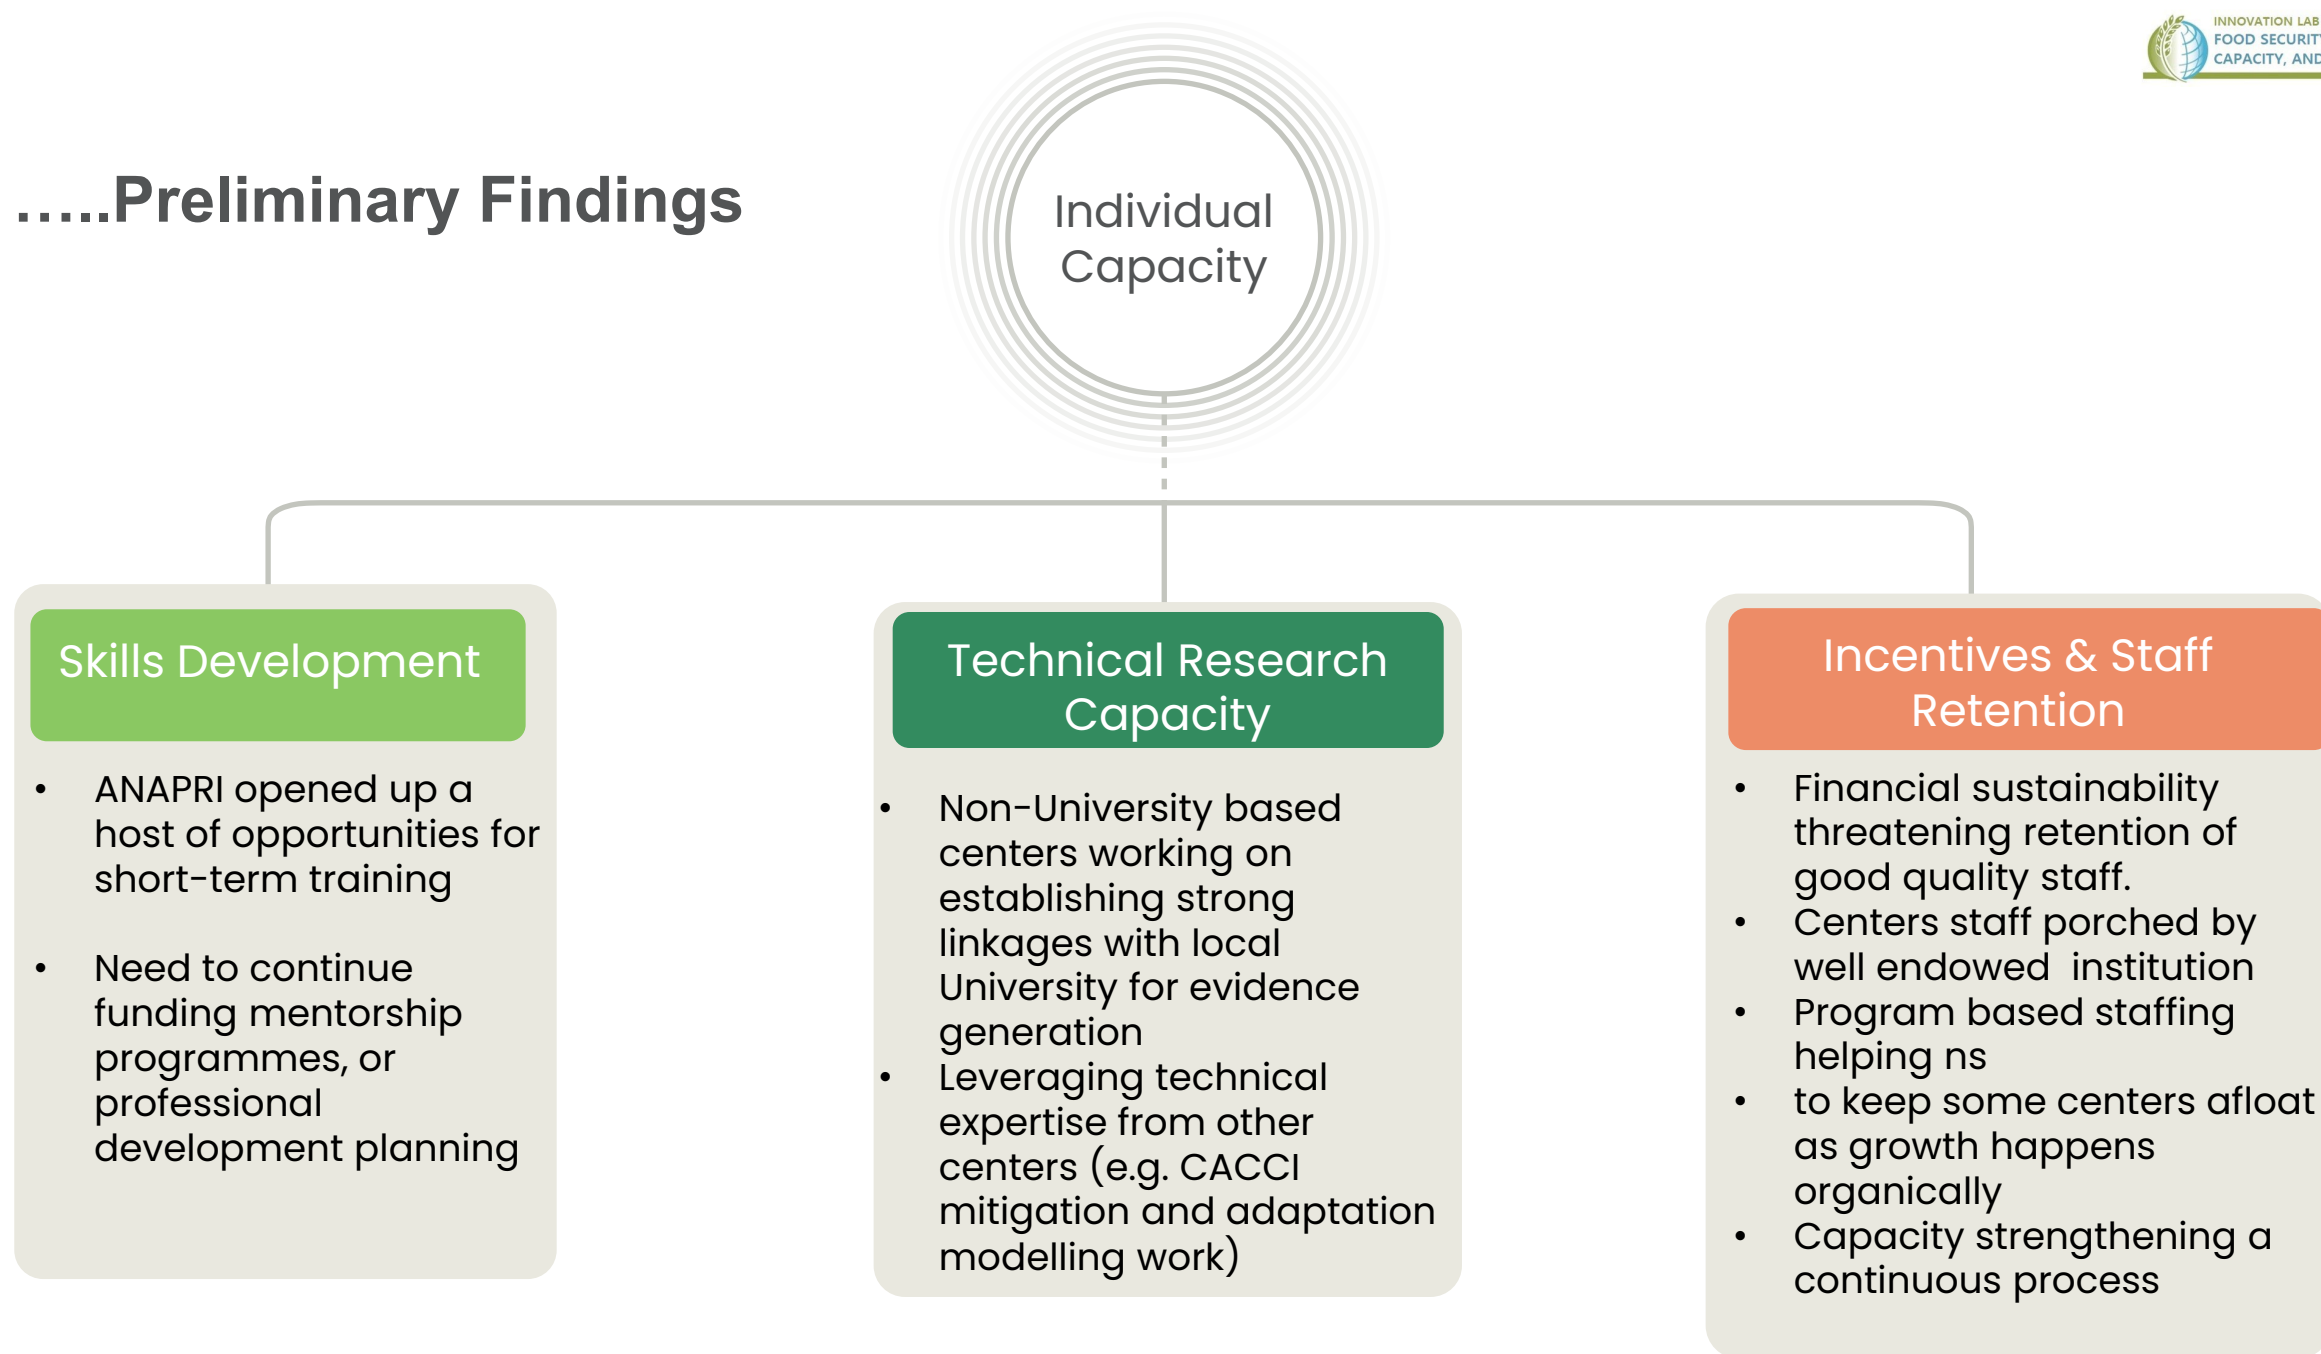 INNOVATION LAB
FOOD SECURITY
CAPACITY, AND
…..Preliminary Findings
Individual
Capacity
Skills Development
• ANAPRI opened up a
host of opportunities for
short-term training
• Need to continue
funding mentorship
programmes, or
professional
development planning
Technical Research
Capacity
• Non-University based
centers working on
establishing strong
linkages with local
University for evidence
generation
• Leveraging technical
expertise from other
centers (e.g. CACCI
mitigation and adaptation
modelling work)
Incentives & Staff
Retention
• Financial sustainability
threatening retention of
good quality staff.
• Centers staff porched by
well endowed  institution
• Program based staffing
helping ns
• to keep some centers afloat
as growth happens
organically
• Capacity strengthening a
continuous process